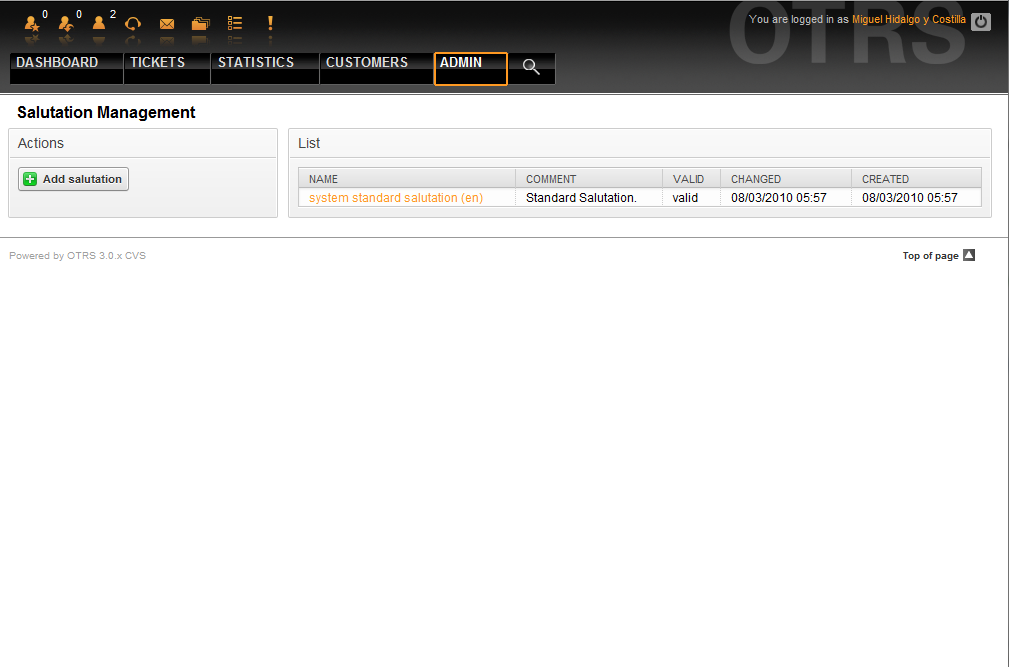 0 0 2
You are logged in as Miguel Hidalgo y Costilla
OTRS
DASHBOARD TICKETS STATISTICS CUSTOMERS ADMIN
Salutation Management
Actions
Add salutation
List
NAME COMMENT VALID CHANGED CREATED
system standard salutation (en) Standard Salutation. valid 08/03/2010 05:57 08/03/2010 05:57
Powered by OTRS 3.0.x CVS
Top of page